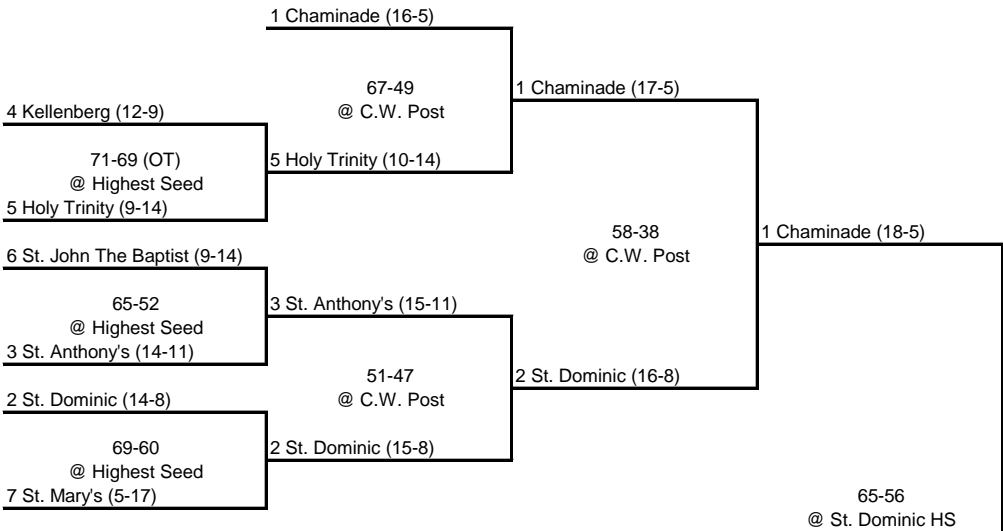 1 Chaminade (16-5)
67-49
@ C.W. Post
1 Chaminade (17-5)
4 Kellenberg (12-9)
71-69 (OT)
@ Highest Seed
5 Holy Trinity (10-14)
5 Holy Trinity (9-14)
58-38
@ C.W. Post
1 Chaminade (18-5)
6 St. John The Baptist (9-14)
65-52
@ Highest Seed
3 St. Anthony's (15-11)
3 St. Anthony's (14-11)
51-47
@ C.W. Post
2 St. Dominic (16-8)
2 St. Dominic (14-8)
69-60
@ Highest Seed
2 St. Dominic (15-8)
7 St. Mary's (5-17)
65-56
@ St. Dominic HS